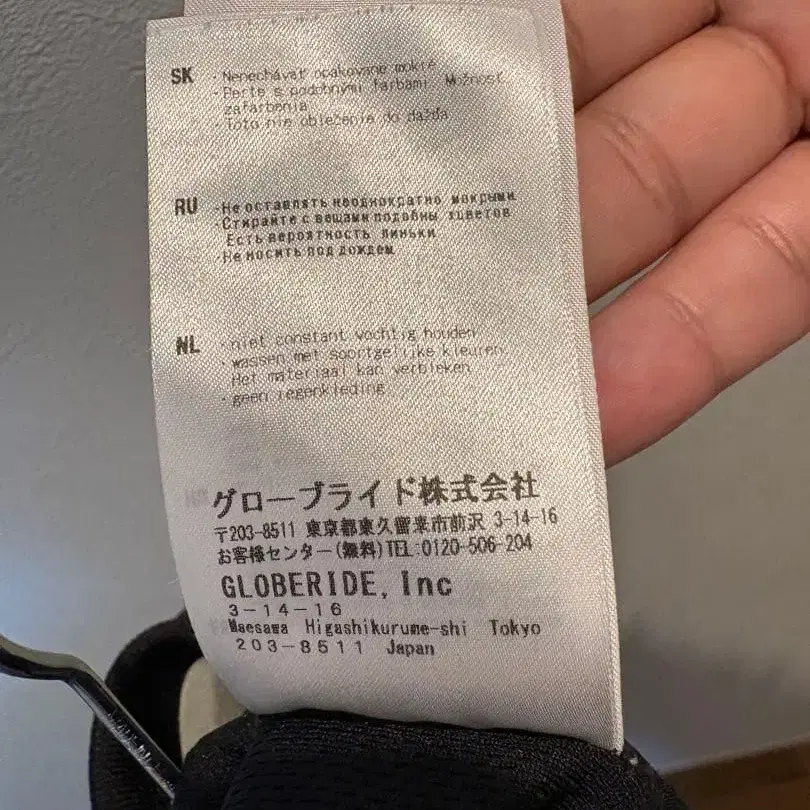 SK · Nenechávať opakovane mokré
· Perte s podobnými farbami. Možnosť
zafarbenia
· Toto nie oblečenie do dažďa
RU · Не оставлять неоднократно мокрыми
· Стирайте с вещами подобны хцветов
Есть вероятность линьки
· Не носить под дождем
NL · niet constant vochtig houden
· wassen met soortgelijke kleuren
Het materiaal kan verbleken
· geen regenkleding
グローブライド株式会社
〒203-8511 東京都東久留米市前沢 3-14-16
お客様センター(無料)TEL:0120-506-204
GLOBERIDE, Inc
3-14-16
Maesawa Higashikurume-shi Tokyo
203-8511 Japan